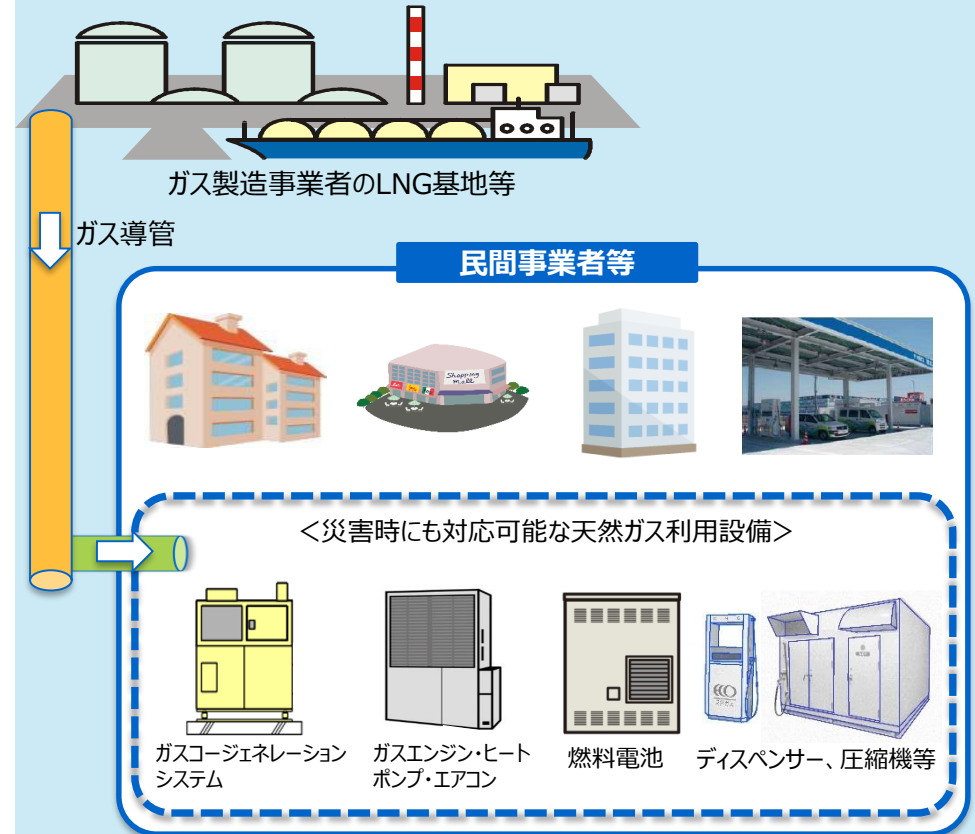 ガス製造事業者のLNG基地等
ガス導管
民間事業者等
Shopping
mall
<災害時にも対応可能な天然ガス利用設備>
ECO
ガスコージェネレーション
システム
ガスエンジン・ヒート
ポンプ・エアコン
燃料電池
ディスペンサー、圧縮機等